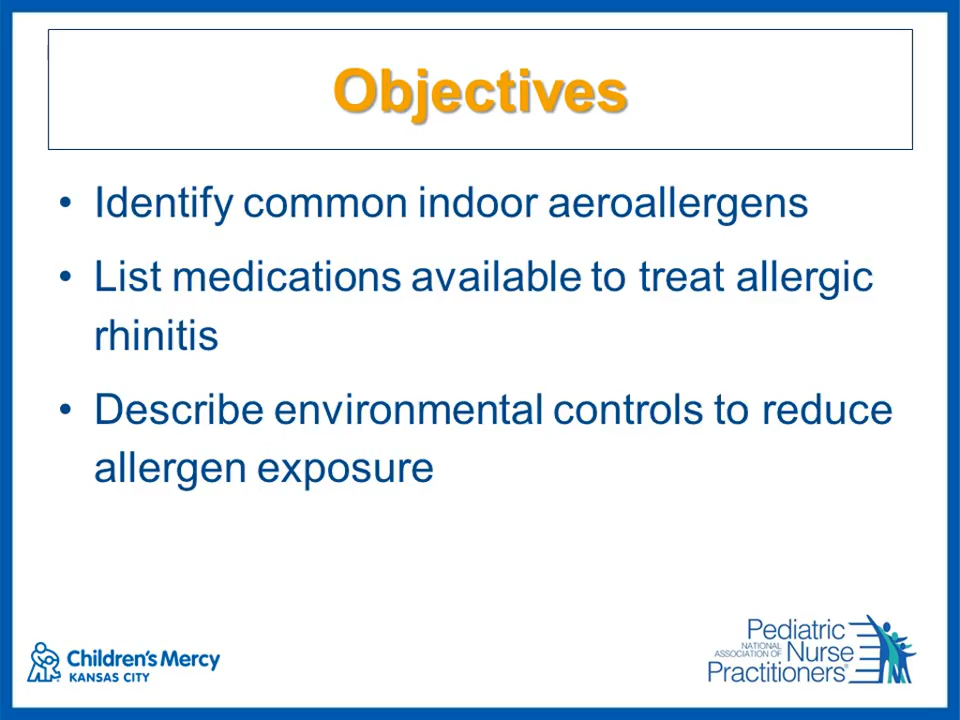 Objectives
• Identify common indoor aeroallergens
• List medications available to treat allergic
rhinitis
• Describe environmental controls to reduce
allergen exposure
Children's Mercy
KANSAS CITY
Pediatric
NATIONAL
ASSOCIATION OF
Nurse
Practitioners®